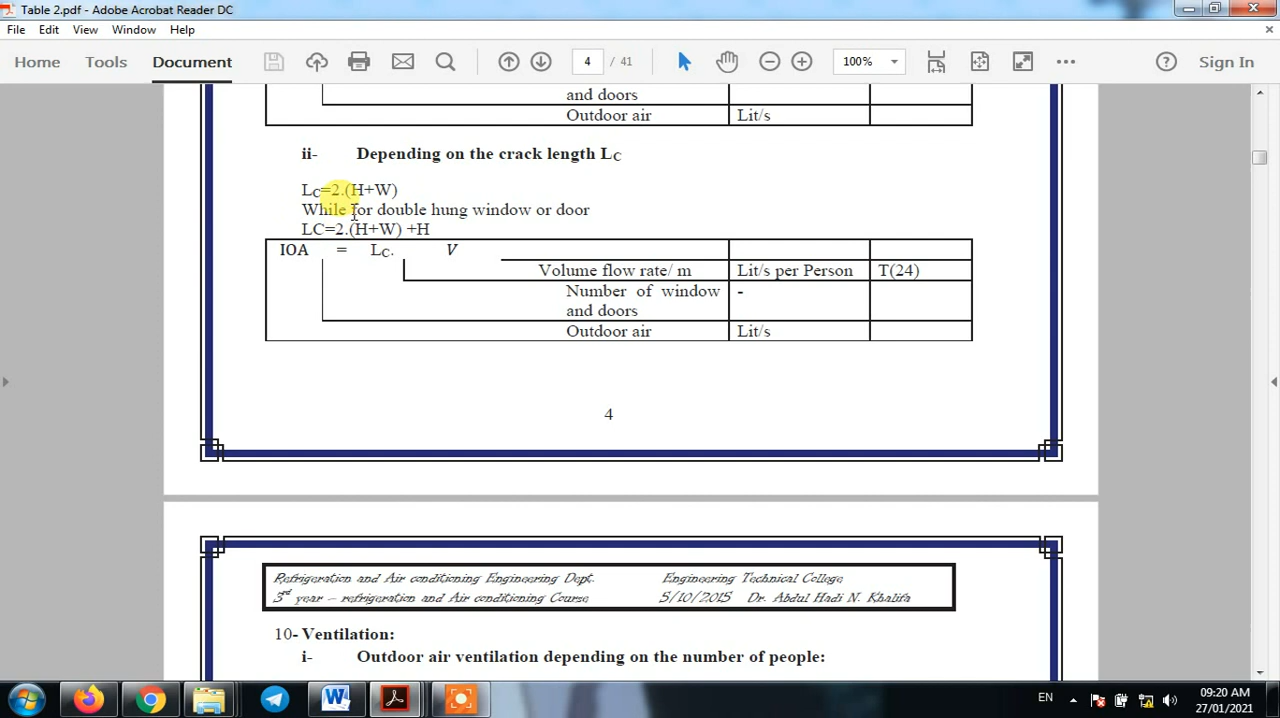 Table 2.pdf - Adobe Acrobat Reader DC
File Edit View Window Help
Home Tools Document 4 / 41 100% Sign In
and doors
Outdoor air Lit/s
ii- Depending on the crack length LC
LC=2.(H+W)
While for double hung window or door
LC=2.(H+W) +H
IOA = LC. V
Volume flow rate/ m Lit/s per Person T(24)
Number of window -
and doors
Outdoor air Lit/s
4
Refrigeration and Air conditioning Engineering Dept. Engineering Technical College
3rd year – refrigeration and Air conditioning Course 5/10/2015 Dr. Abdul Hadi N. Khalifa
10- Ventilation:
i- Outdoor air ventilation depending on the number of people:
EN 09:20 AM
27/01/2021